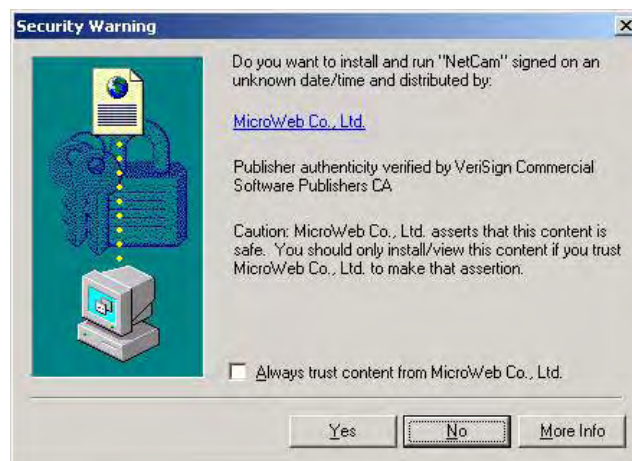 Security Warning
Do you want to install and run "NetCam" signed on an
unknown date/time and distributed by:
MicroWeb Co., Ltd.
Publisher authenticity verified by VeriSign Commercial
Software Publishers CA
Caution: MicroWeb Co., Ltd. asserts that this content is
safe. You should only install/view this content if you trust
MicroWeb Co., Ltd. to make that assertion.
Always trust content from MicroWeb Co., Ltd.
Yes
No
More Info